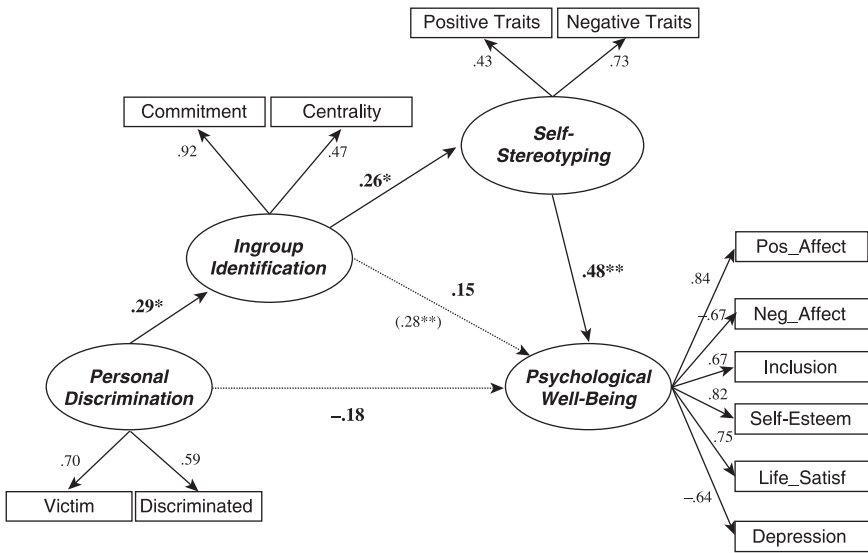 Positive Traits
Negative Traits
.43
.73
Commitment
Centrality
Self-
Stereotyping
.92
.47
.26*
Ingroup
Identification
.48**
Pos_Affect
.84
.15
.29*
(.28**)
Neg_Affect
–.67
Personal
Discrimination
Psychological
Well-Being
.67
Inclusion
–.18
.82
Self-Esteem
.75
.70
.59
Life_Satisf
Victim
Discriminated
–.64
Depression